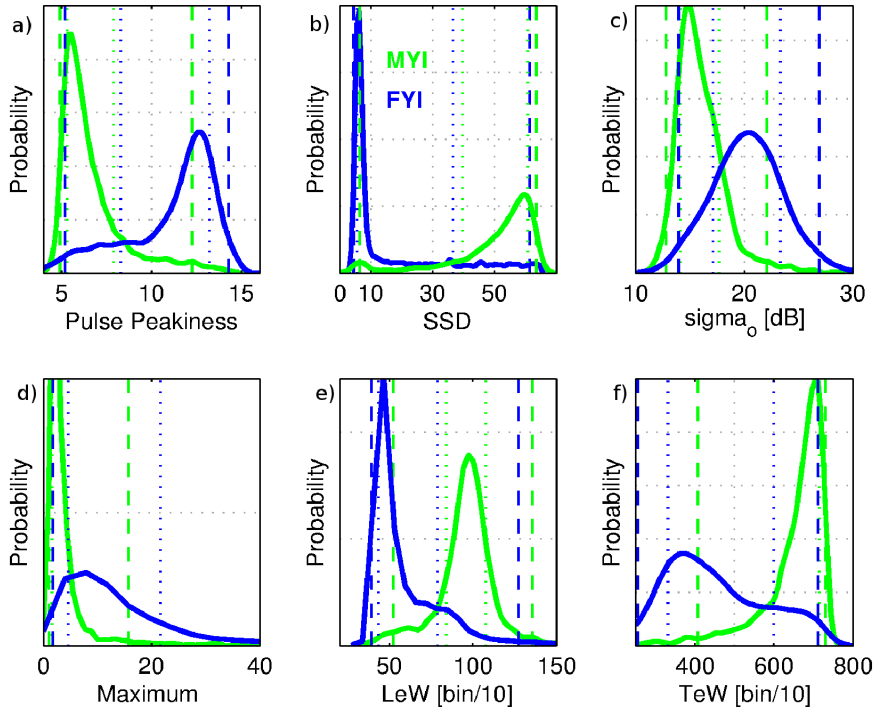 a)
Probability
5 10 15
Pulse Peakiness
b)
Probability
MYI
FYI
0 10 30 50
SSD
c)
Probability
10 20 30
sigma_o [dB]
d)
Probability
0 20 40
Maximum
e)
Probability
50 100 150
LeW [bin/10]
f)
Probability
400 600 800
TeW [bin/10]